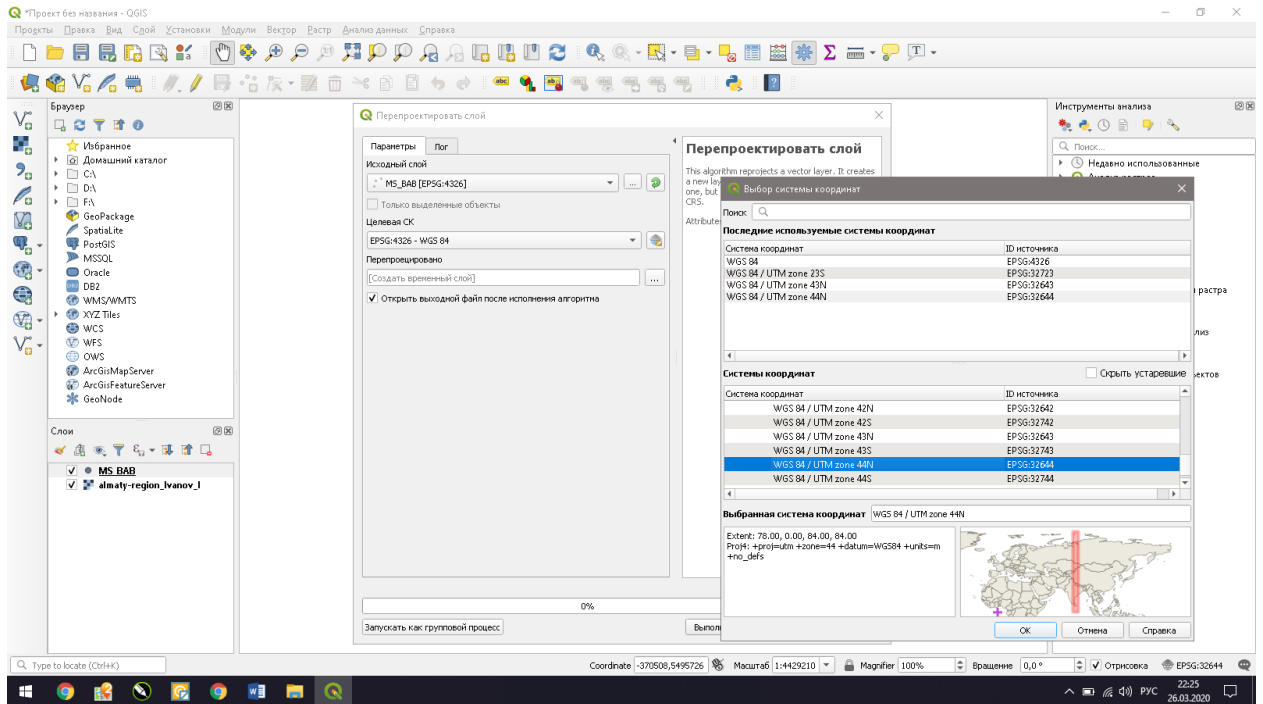 *Проект без названия - QGIS
Проекты Правка Вид Слой Установки Модули Вектор Растр Анализ данных Справка
Браузер
Избранное
Домашний каталог
C:\
D:\
F:\
GeoPackage
SpatiaLite
PostGIS
MSSQL
Oracle
DB2
WMS/WMTS
XYZ Tiles
WCS
WFS
OWS
ArcGisMapServer
ArcGisFeatureServer
GeoNode
Слои
MS BAB
almaty-region_Ivanov_I
Перепроектировать слой
Параметры Лог
Исходный слой
MS_BAB [EPSG:4326]
Только выделенные объекты
Целевая СК
EPSG:4326 - WGS 84
Перепроецировано
[Создать временный слой]
Открыть выходной файл после исполнения алгоритма
0%
Запускать как групповой процесс
Выпол
Перепроектировать слой
This algorithm reprojects a vector layer. It creates
a new lay
one, but
CRS.
Attribute
Выбор системы координат
Поиск
Последние используемые системы координат
Система координат ID источника
WGS 84 EPSG:4326
WGS 84 / UTM zone 23S EPSG:32723
WGS 84 / UTM zone 43N EPSG:32643
WGS 84 / UTM zone 44N EPSG:32644
Системы координат Скрыть устаревшие
Система координат ID источника
WGS 84 / UTM zone 42N EPSG:32642
WGS 84 / UTM zone 42S EPSG:32742
WGS 84 / UTM zone 43N EPSG:32643
WGS 84 / UTM zone 43S EPSG:32743
WGS 84 / UTM zone 44N EPSG:32644
WGS 84 / UTM zone 44S EPSG:32744
Выбранная система координат WGS 84 / UTM zone 44N
Extent: 78.00, 0.00, 84.00, 84.00
Proj4: +proj=utm +zone=44 +datum=WGS84 +units=m
+no_defs
ОК Отмена Справка
Инструменты анализа
Поиск...
Недавно использованные
растра
лиз
ектов
Type to locate (Ctrl+K) Coordinate -370508,5495726 Масштаб 1:4429210 Magnifier 100% Вращение 0,0 ° Отрисовка EPSG:32644
РУС 22:25
26.03.2020